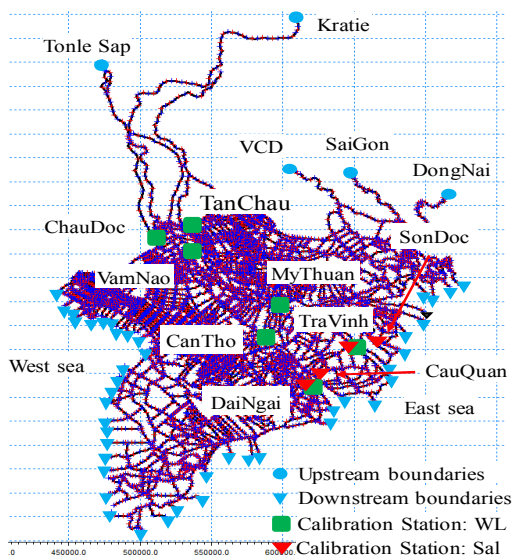 Kratie
Tonle Sap
VCD
SaiGon
DongNai
TanChau
ChauDoc
SonDoc
VamNao
MyThuan
TraVinh
CanTho
West sea
CauQuan
DaiNgai
East sea
Upstream boundaries
Downstream boundaries
Calibration Station: WL
Calibration Station: Sal
.0 450000.0 500000.0 550000.0